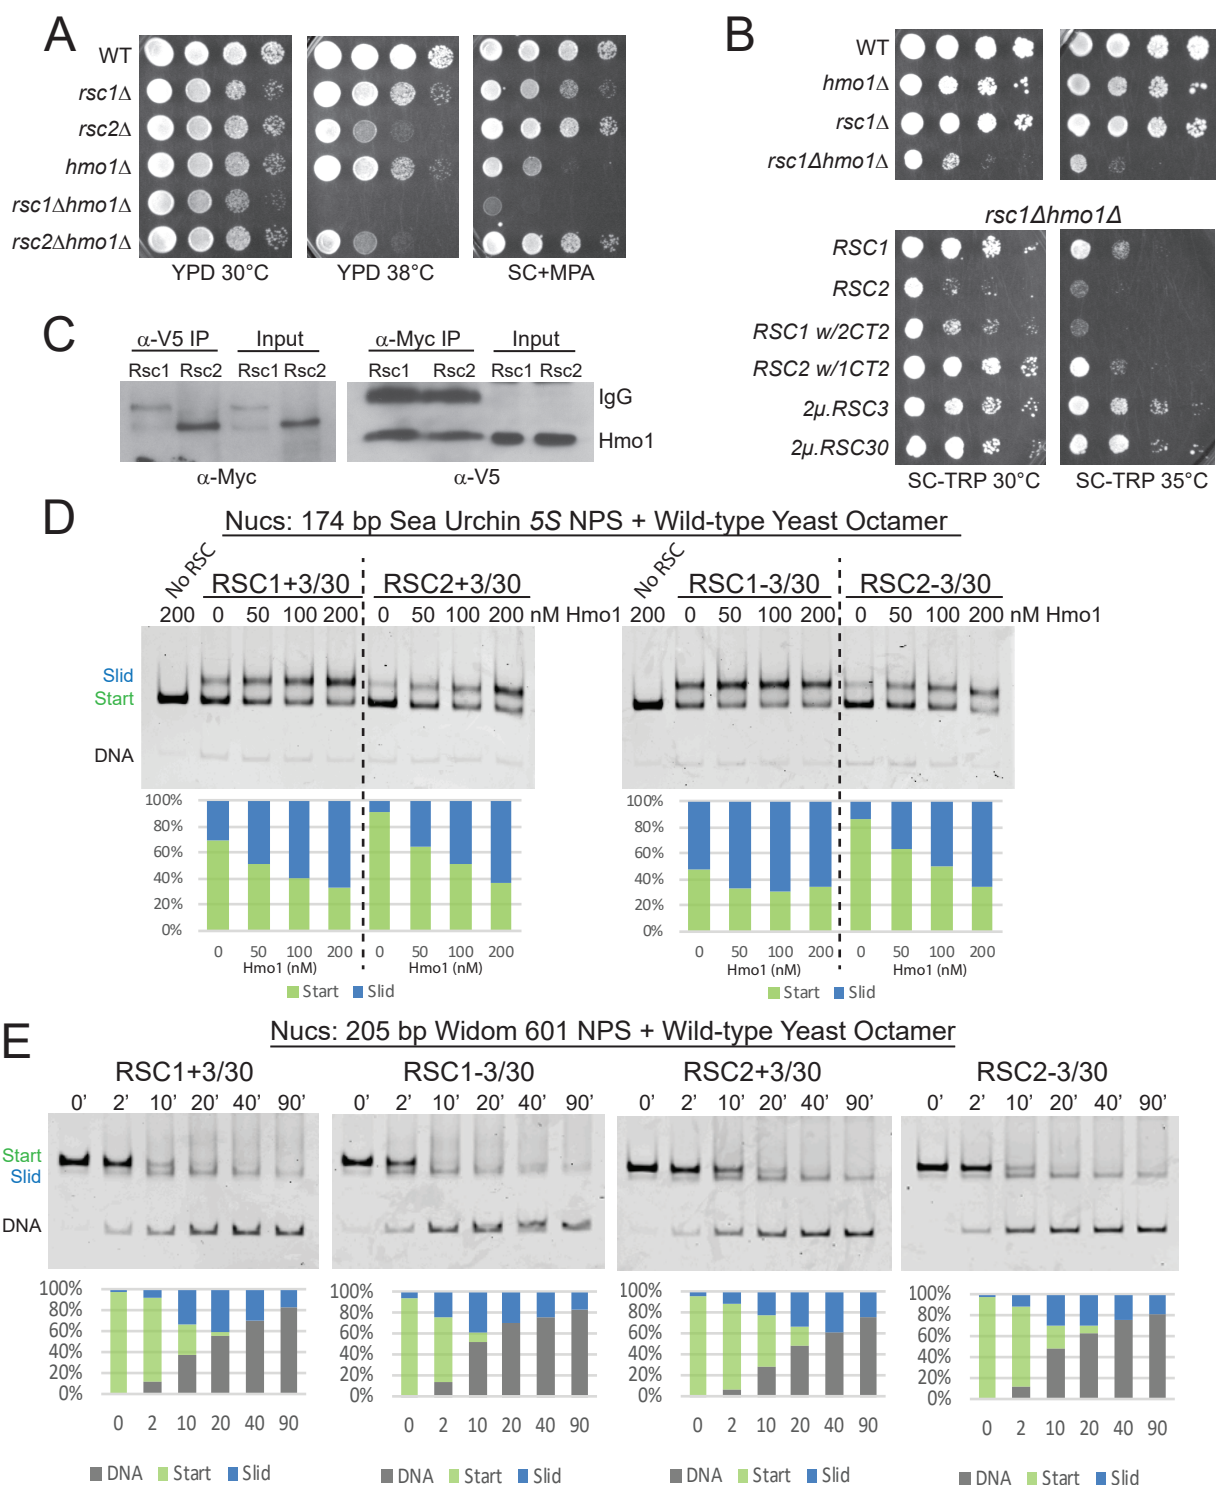 A
WT
rsc1Δ
rsc2Δ
hmo1Δ
rsc1Δhmo1Δ
rsc2Δhmo1Δ
YPD 30°C YPD 38°C SC+MPA
B
WT
hmo1Δ
rsc1Δ
rsc1Δhmo1Δ
rsc1Δhmo1Δ
RSC1
RSC2
RSC1 w/2CT2
RSC2 w/1CT2
2μ.RSC3
2μ.RSC30
SC-TRP 30°C SC-TRP 35°C
C
α-V5 IP Input α-Myc IP Input
Rsc1 Rsc2 Rsc1 Rsc2 Rsc1 Rsc2 Rsc1 Rsc2
IgG
Hmo1
α-Myc α-V5
D
Nucs: 174 bp Sea Urchin 5S NPS + Wild-type Yeast Octamer
No RSC RSC1+3/30 RSC2+3/30 No RSC RSC1-3/30 RSC2-3/30
200 0 50 100 200 0 50 100 200 nM Hmo1 200 0 50 100 200 0 50 100 200 nM Hmo1
Slid
Start
DNA
100% 100%
80% 80%
60% 60%
40% 40%
20% 20%
0% 0%
0 50 100 200 0 50 100 200 0 50 100 200 0 50 100 200
Hmo1 (nM) Hmo1 (nM) Hmo1 (nM) Hmo1 (nM)
Start Slid Start Slid
E
Nucs: 205 bp Widom 601 NPS + Wild-type Yeast Octamer
RSC1+3/30 RSC1-3/30 RSC2+3/30 RSC2-3/30
0' 2' 10' 20' 40' 90' 0' 2' 10' 20' 40' 90' 0' 2' 10' 20' 40' 90' 0' 2' 10' 20' 40' 90'
Start
Slid
DNA
100% 100% 100% 100%
80% 80% 80% 80%
60% 60% 60% 60%
40% 40% 40% 40%
20% 20% 20% 20%
0% 0% 0% 0%
0 2 10 20 40 90 0 2 10 20 40 90 0 2 10 20 40 90 0 2 10 20 40 90
DNA Start Slid DNA Start Slid DNA Start Slid DNA Start Slid